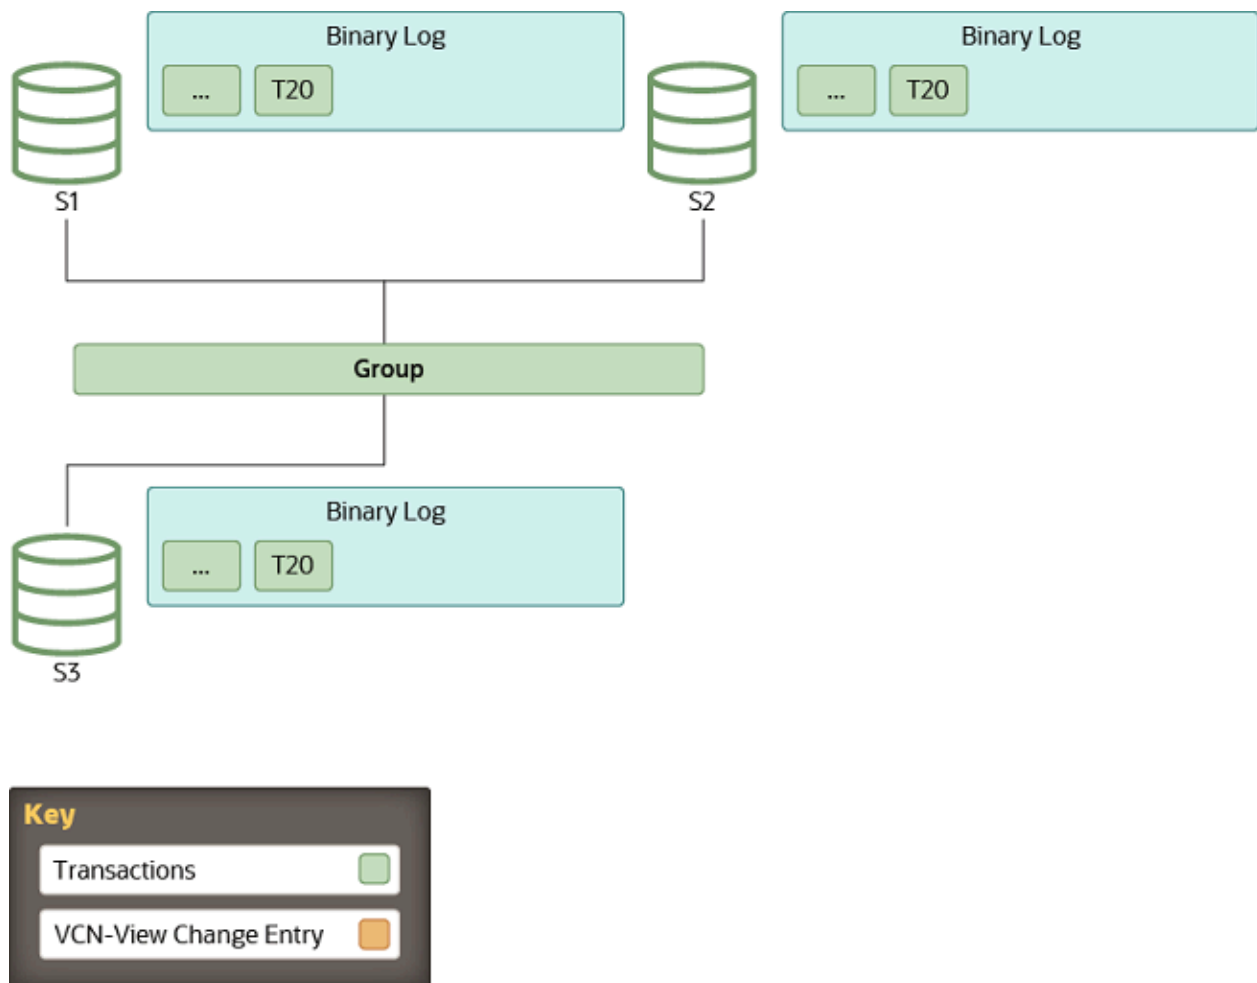 Binary Log
... T20
S1
Binary Log
... T20
S2
Group
Binary Log
... T20
S3
Key
Transactions
VCN-View Change Entry